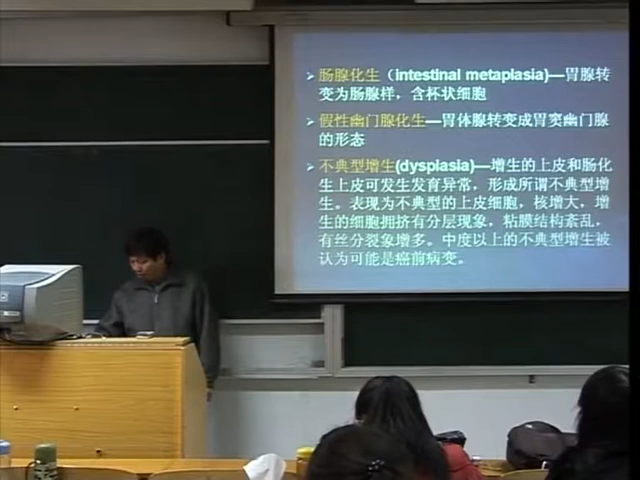 肠腺化生（intestinal metaplasia)—胃腺转
变为肠腺样，含杯状细胞
假性幽门腺化生—胃体腺转变成胃窦幽门腺
的形态
不典型增生(dysplasia)—增生的上皮和肠化
生上皮可发生发育异常，形成所谓不典型增
生。表现为不典型的上皮细胞，核增大，增
生的细胞拥挤有分层现象，粘膜结构紊乱，
有丝分裂象增多。中度以上的不典型增生被
认为可能是癌前病变。